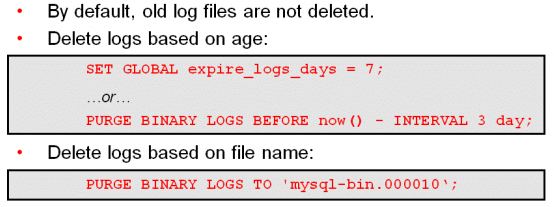 • By default, old log files are not deleted.
• Delete logs based on age:
SET GLOBAL expire_logs_days = 7;
…or…
PURGE BINARY LOGS BEFORE now() - INTERVAL 3 day;
• Delete logs based on file name:
PURGE BINARY LOGS TO 'mysql-bin.000010‘;